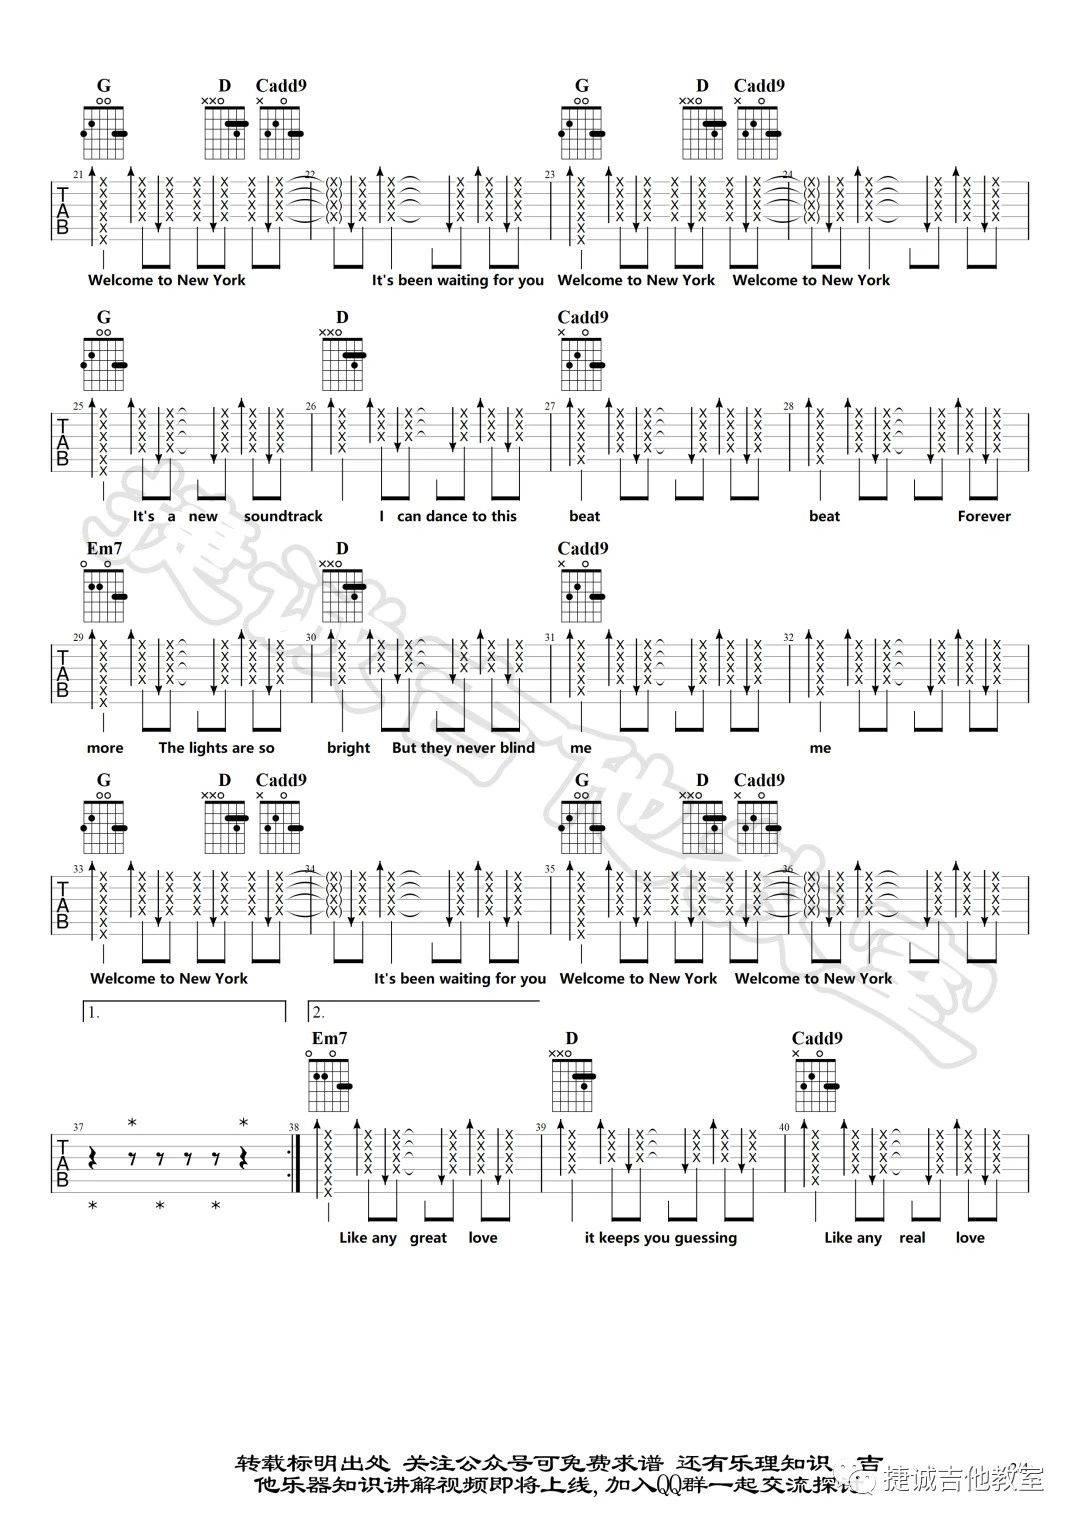 G D Cadd9 G D Cadd9
21 22 23 24
TAB
Welcome to New York It's been waiting for you Welcome to New York Welcome to New York
G D Cadd9
25 26 27 28
TAB
It's a new soundtrack I can dance to this beat beat Forever
Em7 D Cadd9
29 30 31 32
TAB
more The lights are so bright But they never blind me me
G D Cadd9 G D Cadd9
33 34 35 36
TAB
Welcome to New York It's been waiting for you Welcome to New York Welcome to New York
1. 2.
Em7 D Cadd9
37 38 39 40
TAB
Like any great love it keeps you guessing Like any real love
捷诚吉他教室
转载标明出处 关注公众号可免费求谱 还有乐理知识、吉
他乐器知识讲解视频即将上线,加入QQ群一起交流探讨
捷诚吉他教室